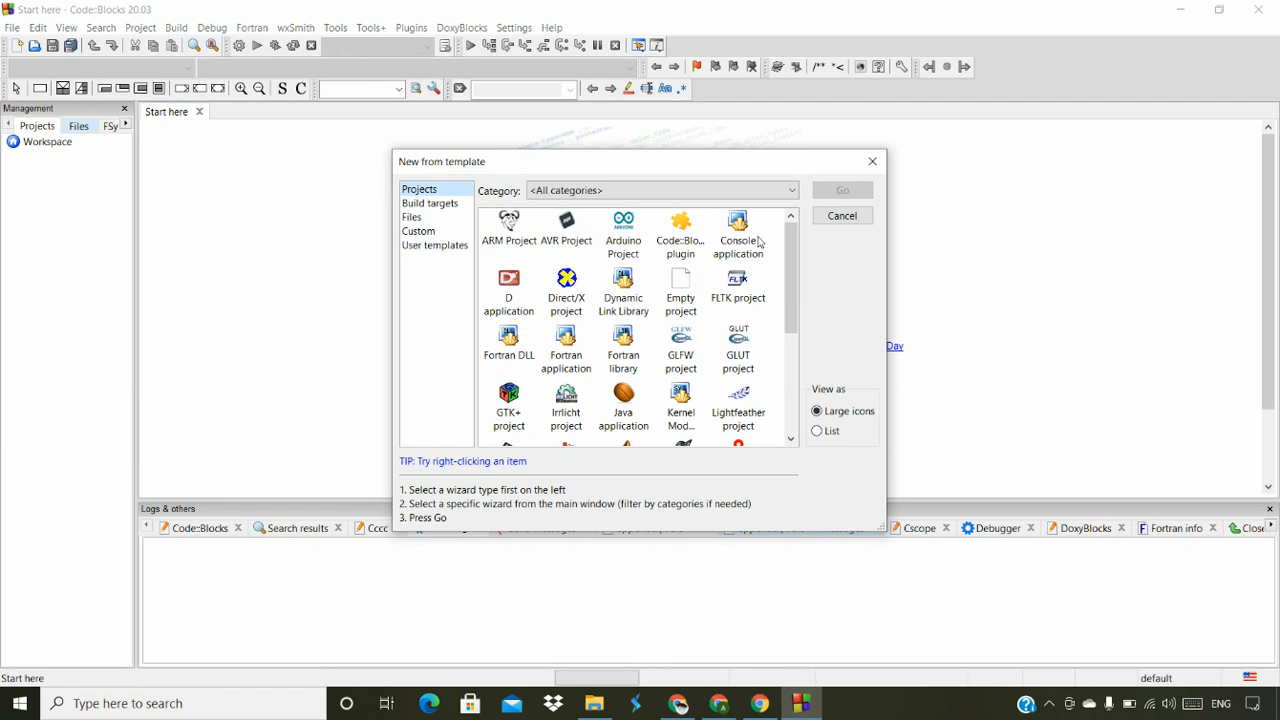 Start here - Code::Blocks 20.03
File Edit View Search Project Build Debug Fortran wxSmith Tools Tools+ Plugins DoxyBlocks Settings Help
/** *<
S C Aa .*
Management
Projects Files FSy
Workspace
Start here
New from template
Projects
Build targets
Files
Custom
User templates
Category: <All categories>
Go
Cancel
ARM Project AVR Project Arduino Project Code::Blo... plugin Console application
D application Direct/X project Dynamic Link Library Empty project FLTK project
Fortran DLL Fortran application Fortran library GLFW project GLUT project
GTK+ project Irrlicht project Java application Kernel Mod... Lightfeather project
Dav
View as
Large icons
List
TIP: Try right-clicking an item
1. Select a wizard type first on the left
2. Select a specific wizard from the main window (filter by categories if needed)
3. Press Go
Logs & others
Code::Blocks Search results Cccc Cscope Debugger DoxyBlocks Fortran info Close
Start here default
Type here to search ENG